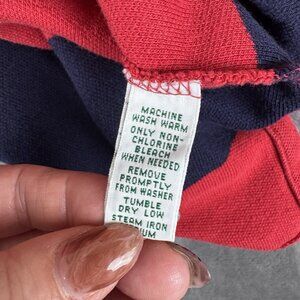 MACHINE
WASH WARM
ONLY NON-
CHLORINE
BLEACH
WHEN NEEDED
REMOVE
PROMPTLY
FROM WASHER
TUMBLE
DRY LOW
STEAM IRON